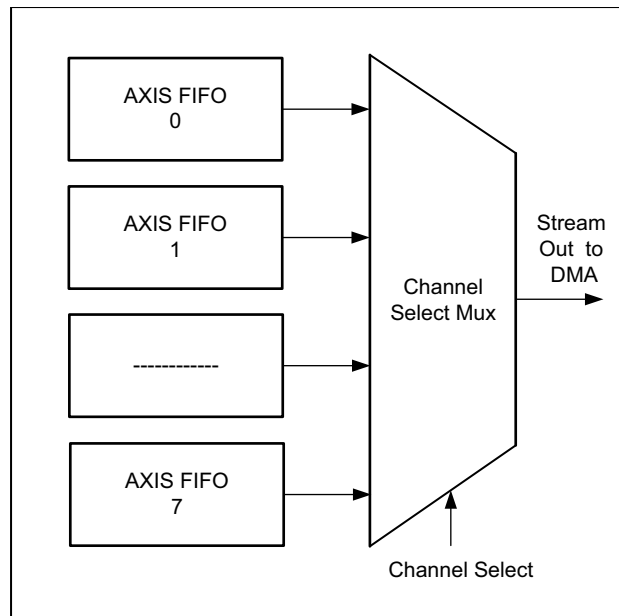 AXIS FIFO
0
AXIS FIFO
1
------------
AXIS FIFO
7
Channel
Select Mux
Stream
Out to
DMA
Channel Select